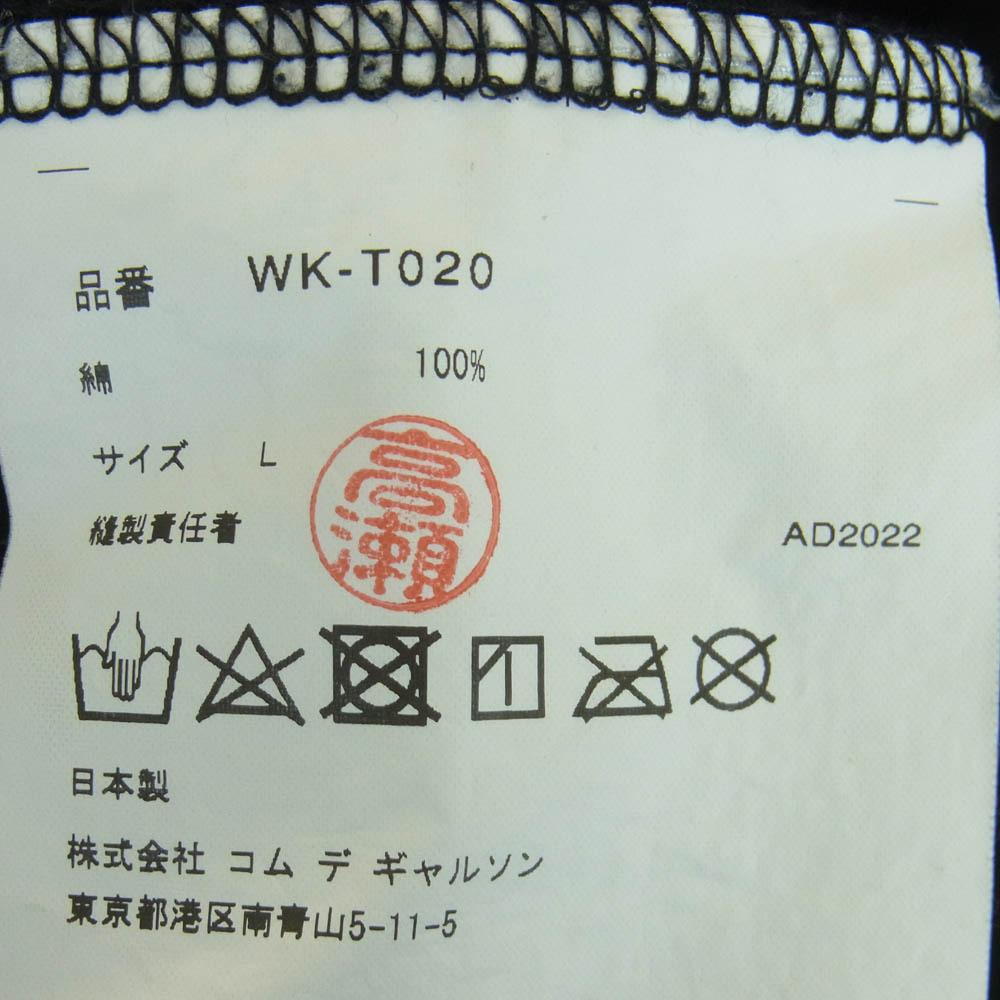 品番 WK-T020
綿 100%
サイズ L
高瀬
縫製責任者
AD2022
日本製
株式会社 コム デ ギャルソン
東京都港区南青山5-11-5